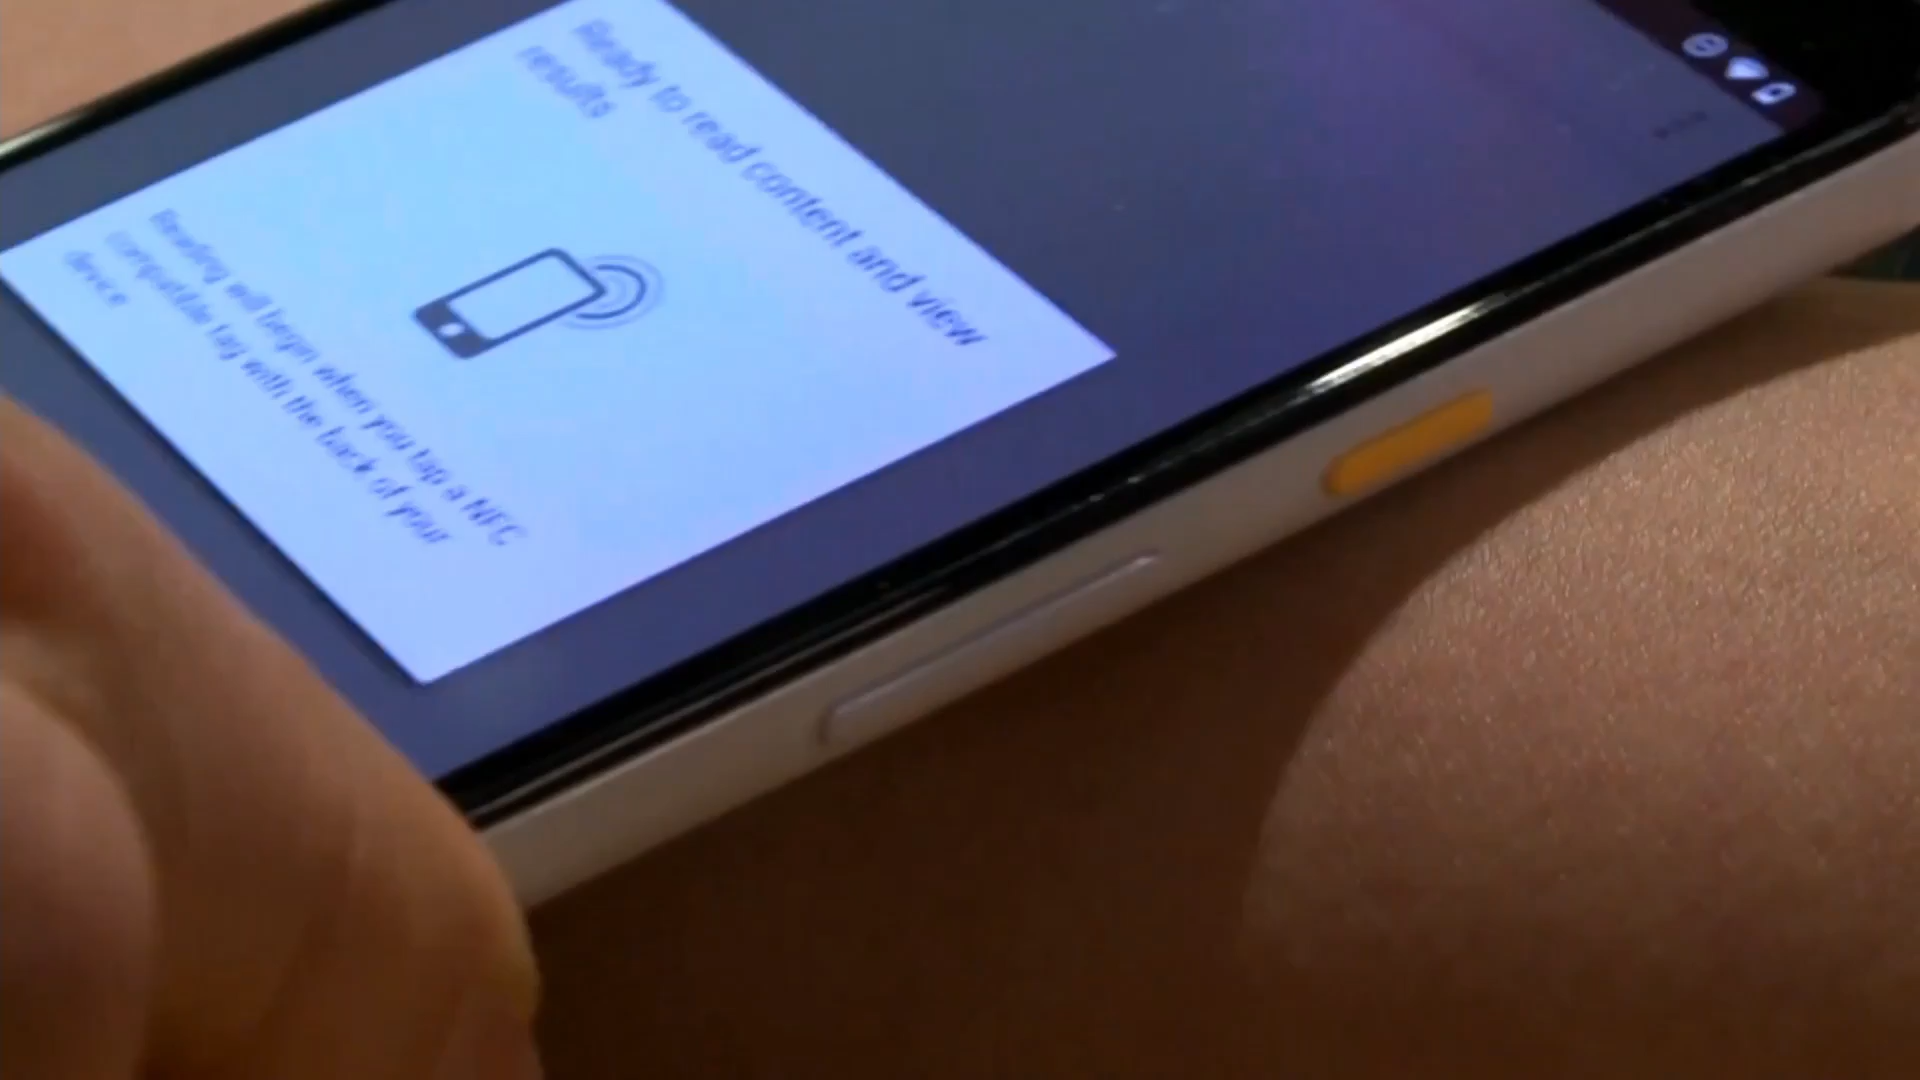 Ready to read content and view
results
Reading will begin when you tap a NFC
compatible tag with the back of your
device